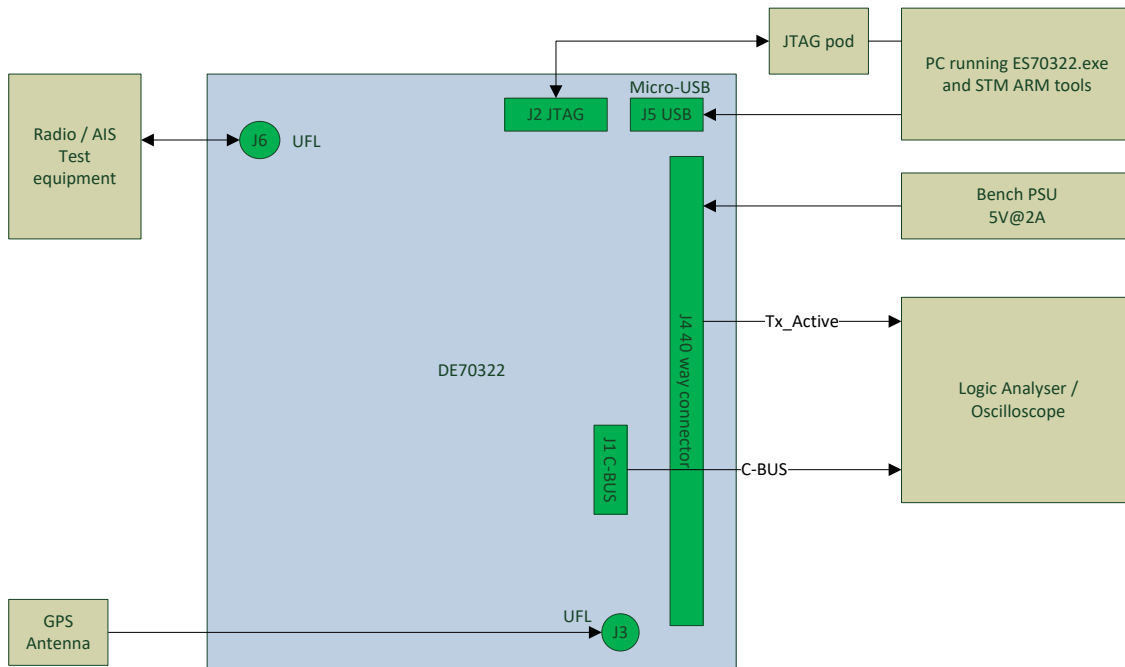 JTAG pod
PC running ES70322.exe
and STM ARM tools
Micro-USB
J2 JTAG
J5 USB
Radio / AIS
Test
equipment
J6
UFL
Bench PSU
5V@2A
J4 40 way connector
Tx_Active
DE70322
Logic Analyser /
Oscilloscope
J1 C-BUS
C-BUS
GPS
Antenna
UFL
J3